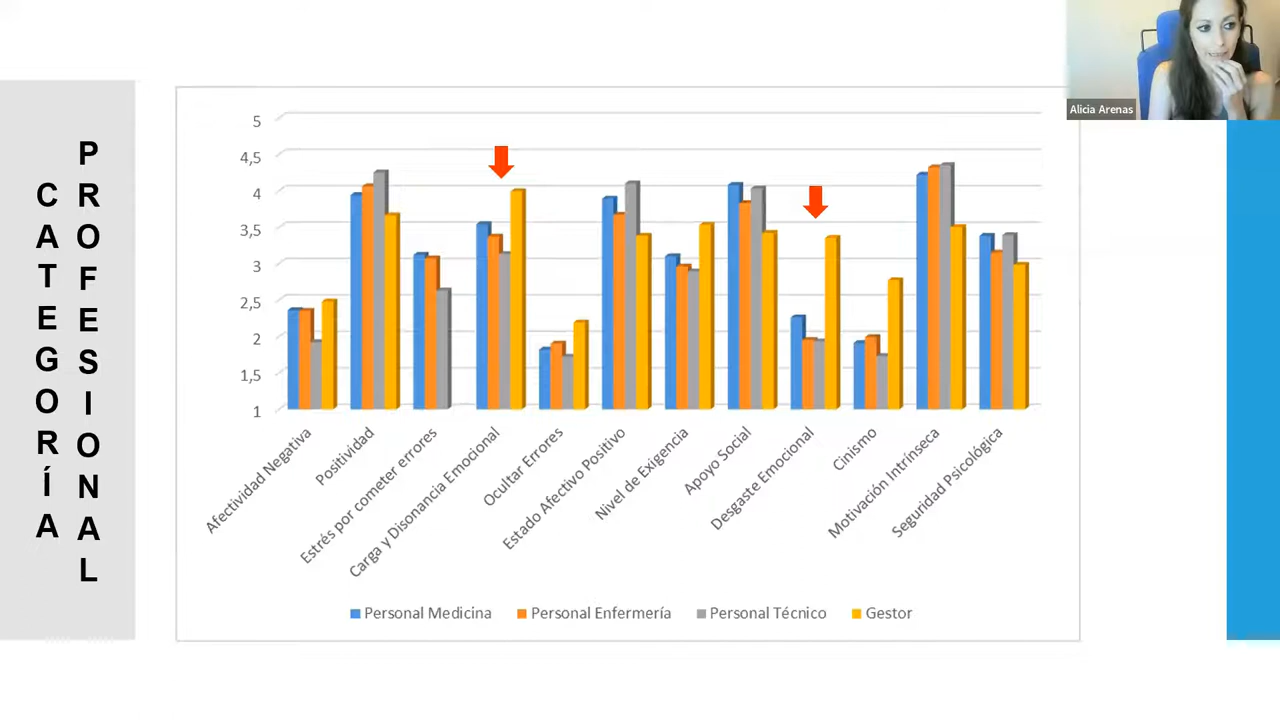 CATEGORÍA
PROFESIONAL
Alicia Arenas
5
4,5
4
3,5
3
2,5
2
1,5
1
Afectividad Negativa
Positividad
Estrés por cometer errores
Carga y Disonancia Emocional
Ocultar Errores
Estado Afectivo Positivo
Nivel de Exigencia
Apoyo Social
Desgaste Emocional
Cinismo
Motivación Intrínseca
Seguridad Psicológica
Personal Medicina
Personal Enfermería
Personal Técnico
Gestor